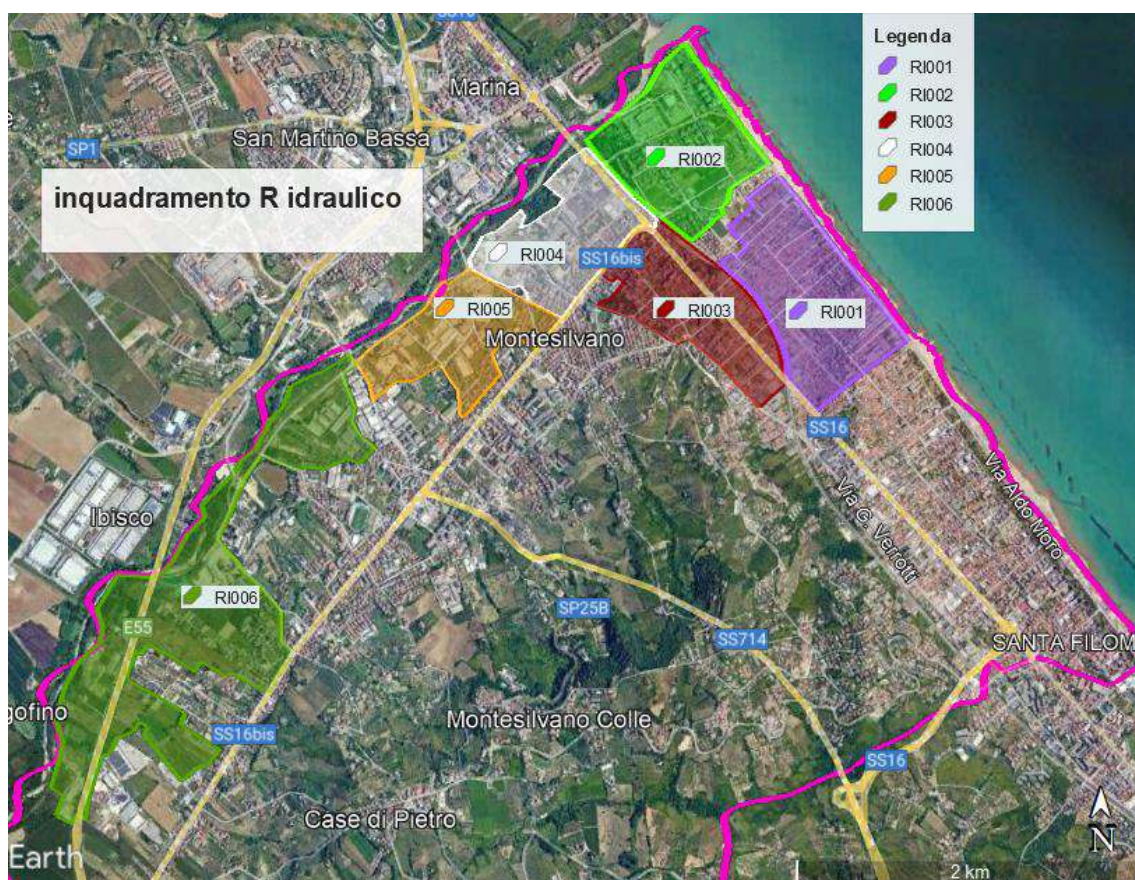 SS16
Marina
San Martino Bassa
SP1
inquadramento R idraulico
Legenda
RI001
RI002
RI003
RI004
RI005
RI006
RI002
RI004
SS16bis
RI005
RI003
RI001
Montesilvano
SS16
Via Aldo Moro
Via G. Verrotti
Ibisco
RI006
E55
SP25B
SS714
SANTA FILOM
gofino
Montesilvano Colle
SS16bis
SS16
Case di Pietro
N
Earth
2 km